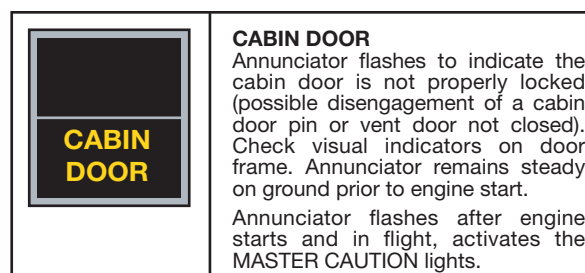 CABIN
DOOR
CABIN DOOR
Annunciator flashes to indicate the
cabin door is not properly locked
(possible disengagement of a cabin
door pin or vent door not closed).
Check visual indicators on door
frame. Annunciator remains steady
on ground prior to engine start.
Annunciator flashes after engine
starts and in flight, activates the
MASTER CAUTION lights.